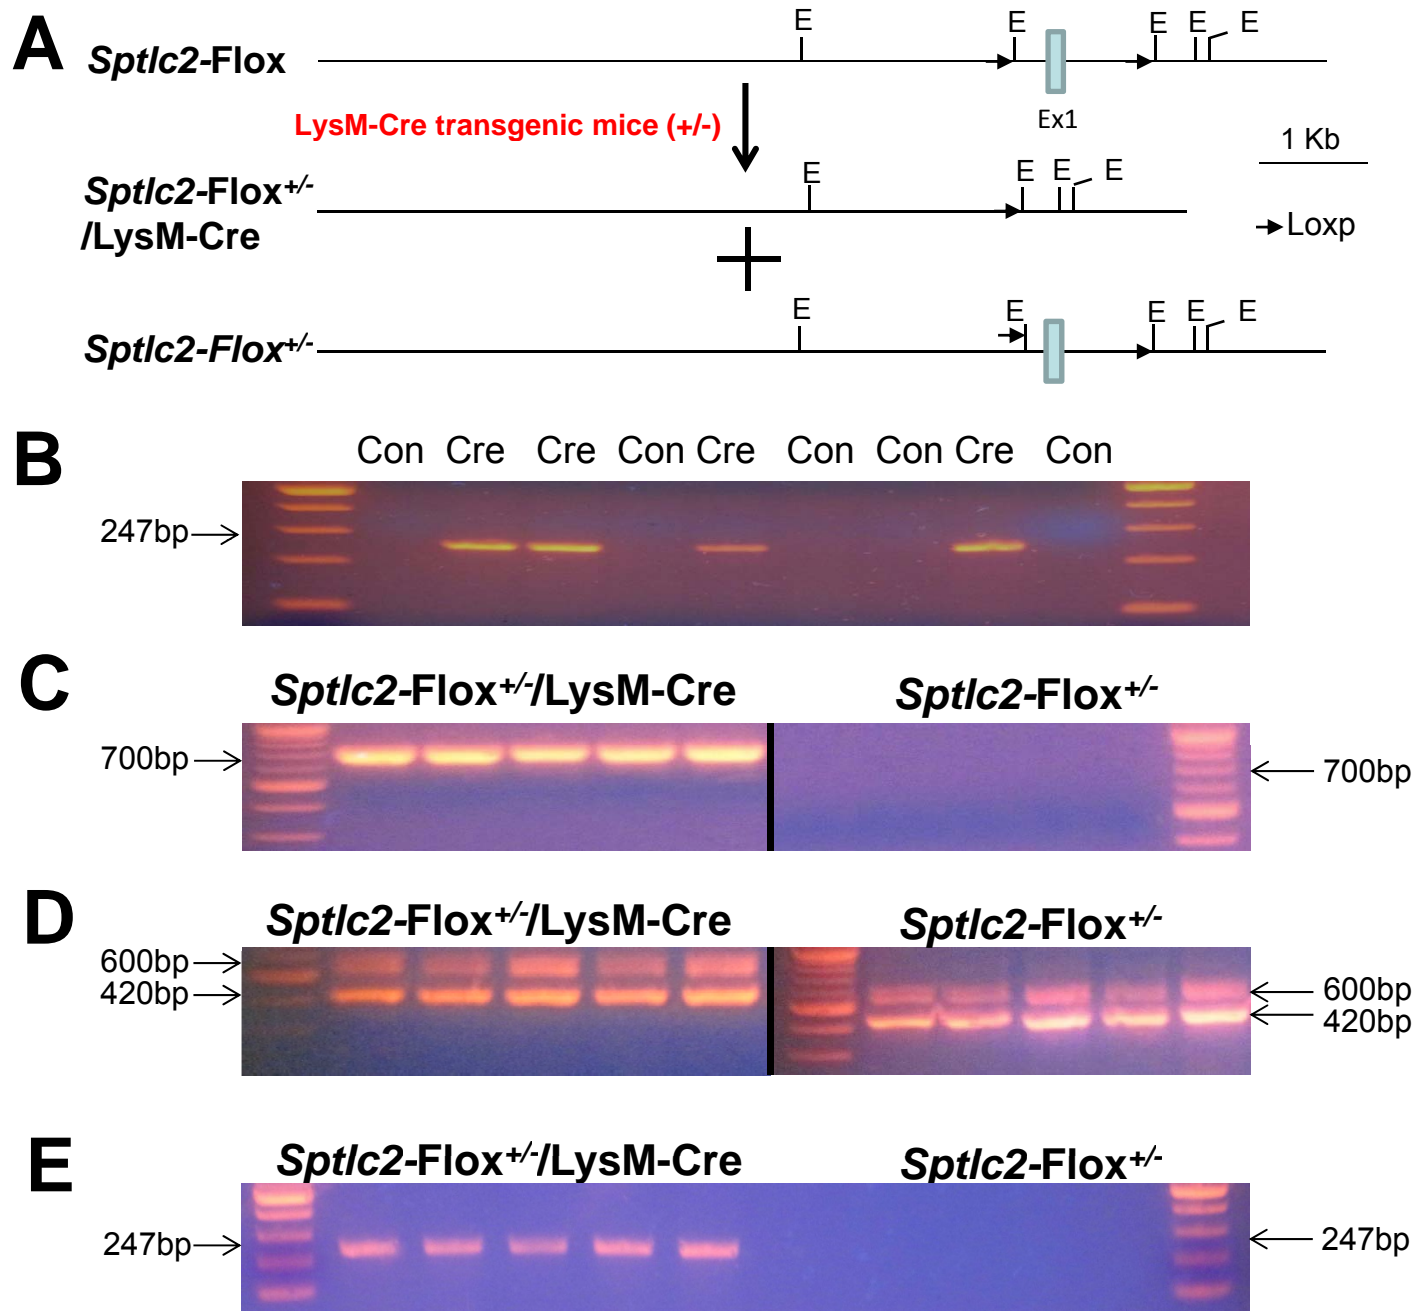 A
E E E E E
Sptlc2-Flox
Ex1
LysM-Cre transgenic mice (+/-)
1 Kb
E E E E
Sptlc2-Flox+/-
/LysM-Cre
Loxp
E E E E E
Sptlc2-Flox+/-
B
Con Cre Cre Con Cre Con Con Cre Con
247bp
C
Sptlc2-Flox+/-/LysM-Cre Sptlc2-Flox+/-
700bp 700bp
D
Sptlc2-Flox+/-/LysM-Cre Sptlc2-Flox+/-
600bp 600bp
420bp 420bp
E
Sptlc2-Flox+/-/LysM-Cre Sptlc2-Flox+/-
247bp 247bp